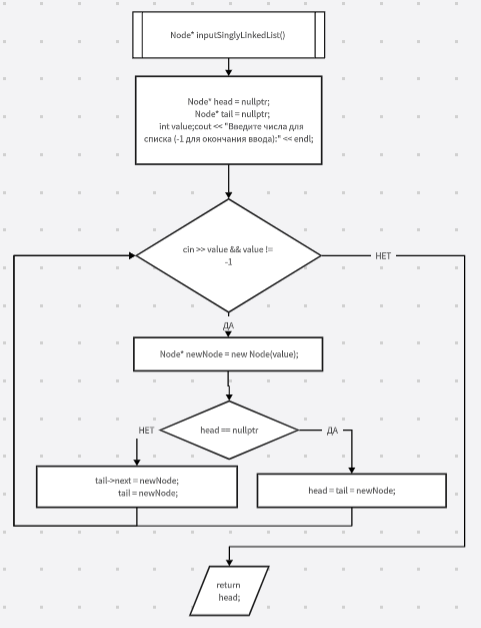 Node* inputSinglyLinkedList()
Node* head = nullptr;
Node* tail = nullptr;
int value;cout << "Введите числа для
списка (-1 для окончания ввода):" << endl;
cin >> value && value !=
-1
НЕТ
ДА
Node* newNode = new Node(value);
НЕТ
head == nullptr
ДА
tail->next = newNode;
tail = newNode;
head = tail = newNode;
return
head;